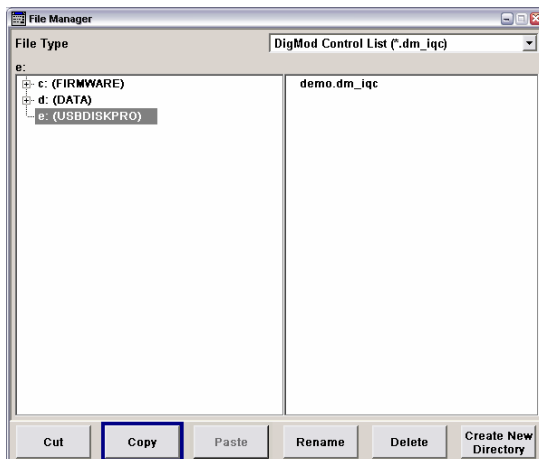 File Manager
File Type
DigMod Control List (*.dm_iqc)
e:
c: (FIRMWARE)
d: (DATA)
e: (USBDISKPRO)
demo.dm_iqc
Cut
Copy
Paste
Rename
Delete
Create New
Directory